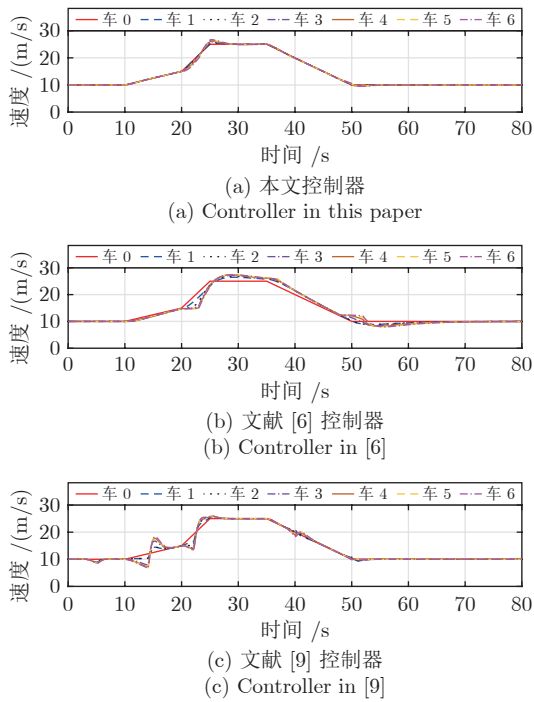 车 0 车 1 车 2 车 3 车 4 车 5 车 6
30
20
10
0
速度 /(m/s)
0 10 20 30 40 50 60 70 80
时间 /s
(a) 本文控制器
(a) Controller in this paper
车 0 车 1 车 2 车 3 车 4 车 5 车 6
30
20
10
0
速度 /(m/s)
0 10 20 30 40 50 60 70 80
时间 /s
(b) 文献 [6] 控制器
(b) Controller in [6]
车 0 车 1 车 2 车 3 车 4 车 5 车 6
30
20
10
0
速度 /(m/s)
0 10 20 30 40 50 60 70 80
时间 /s
(c) 文献 [9] 控制器
(c) Controller in [9]